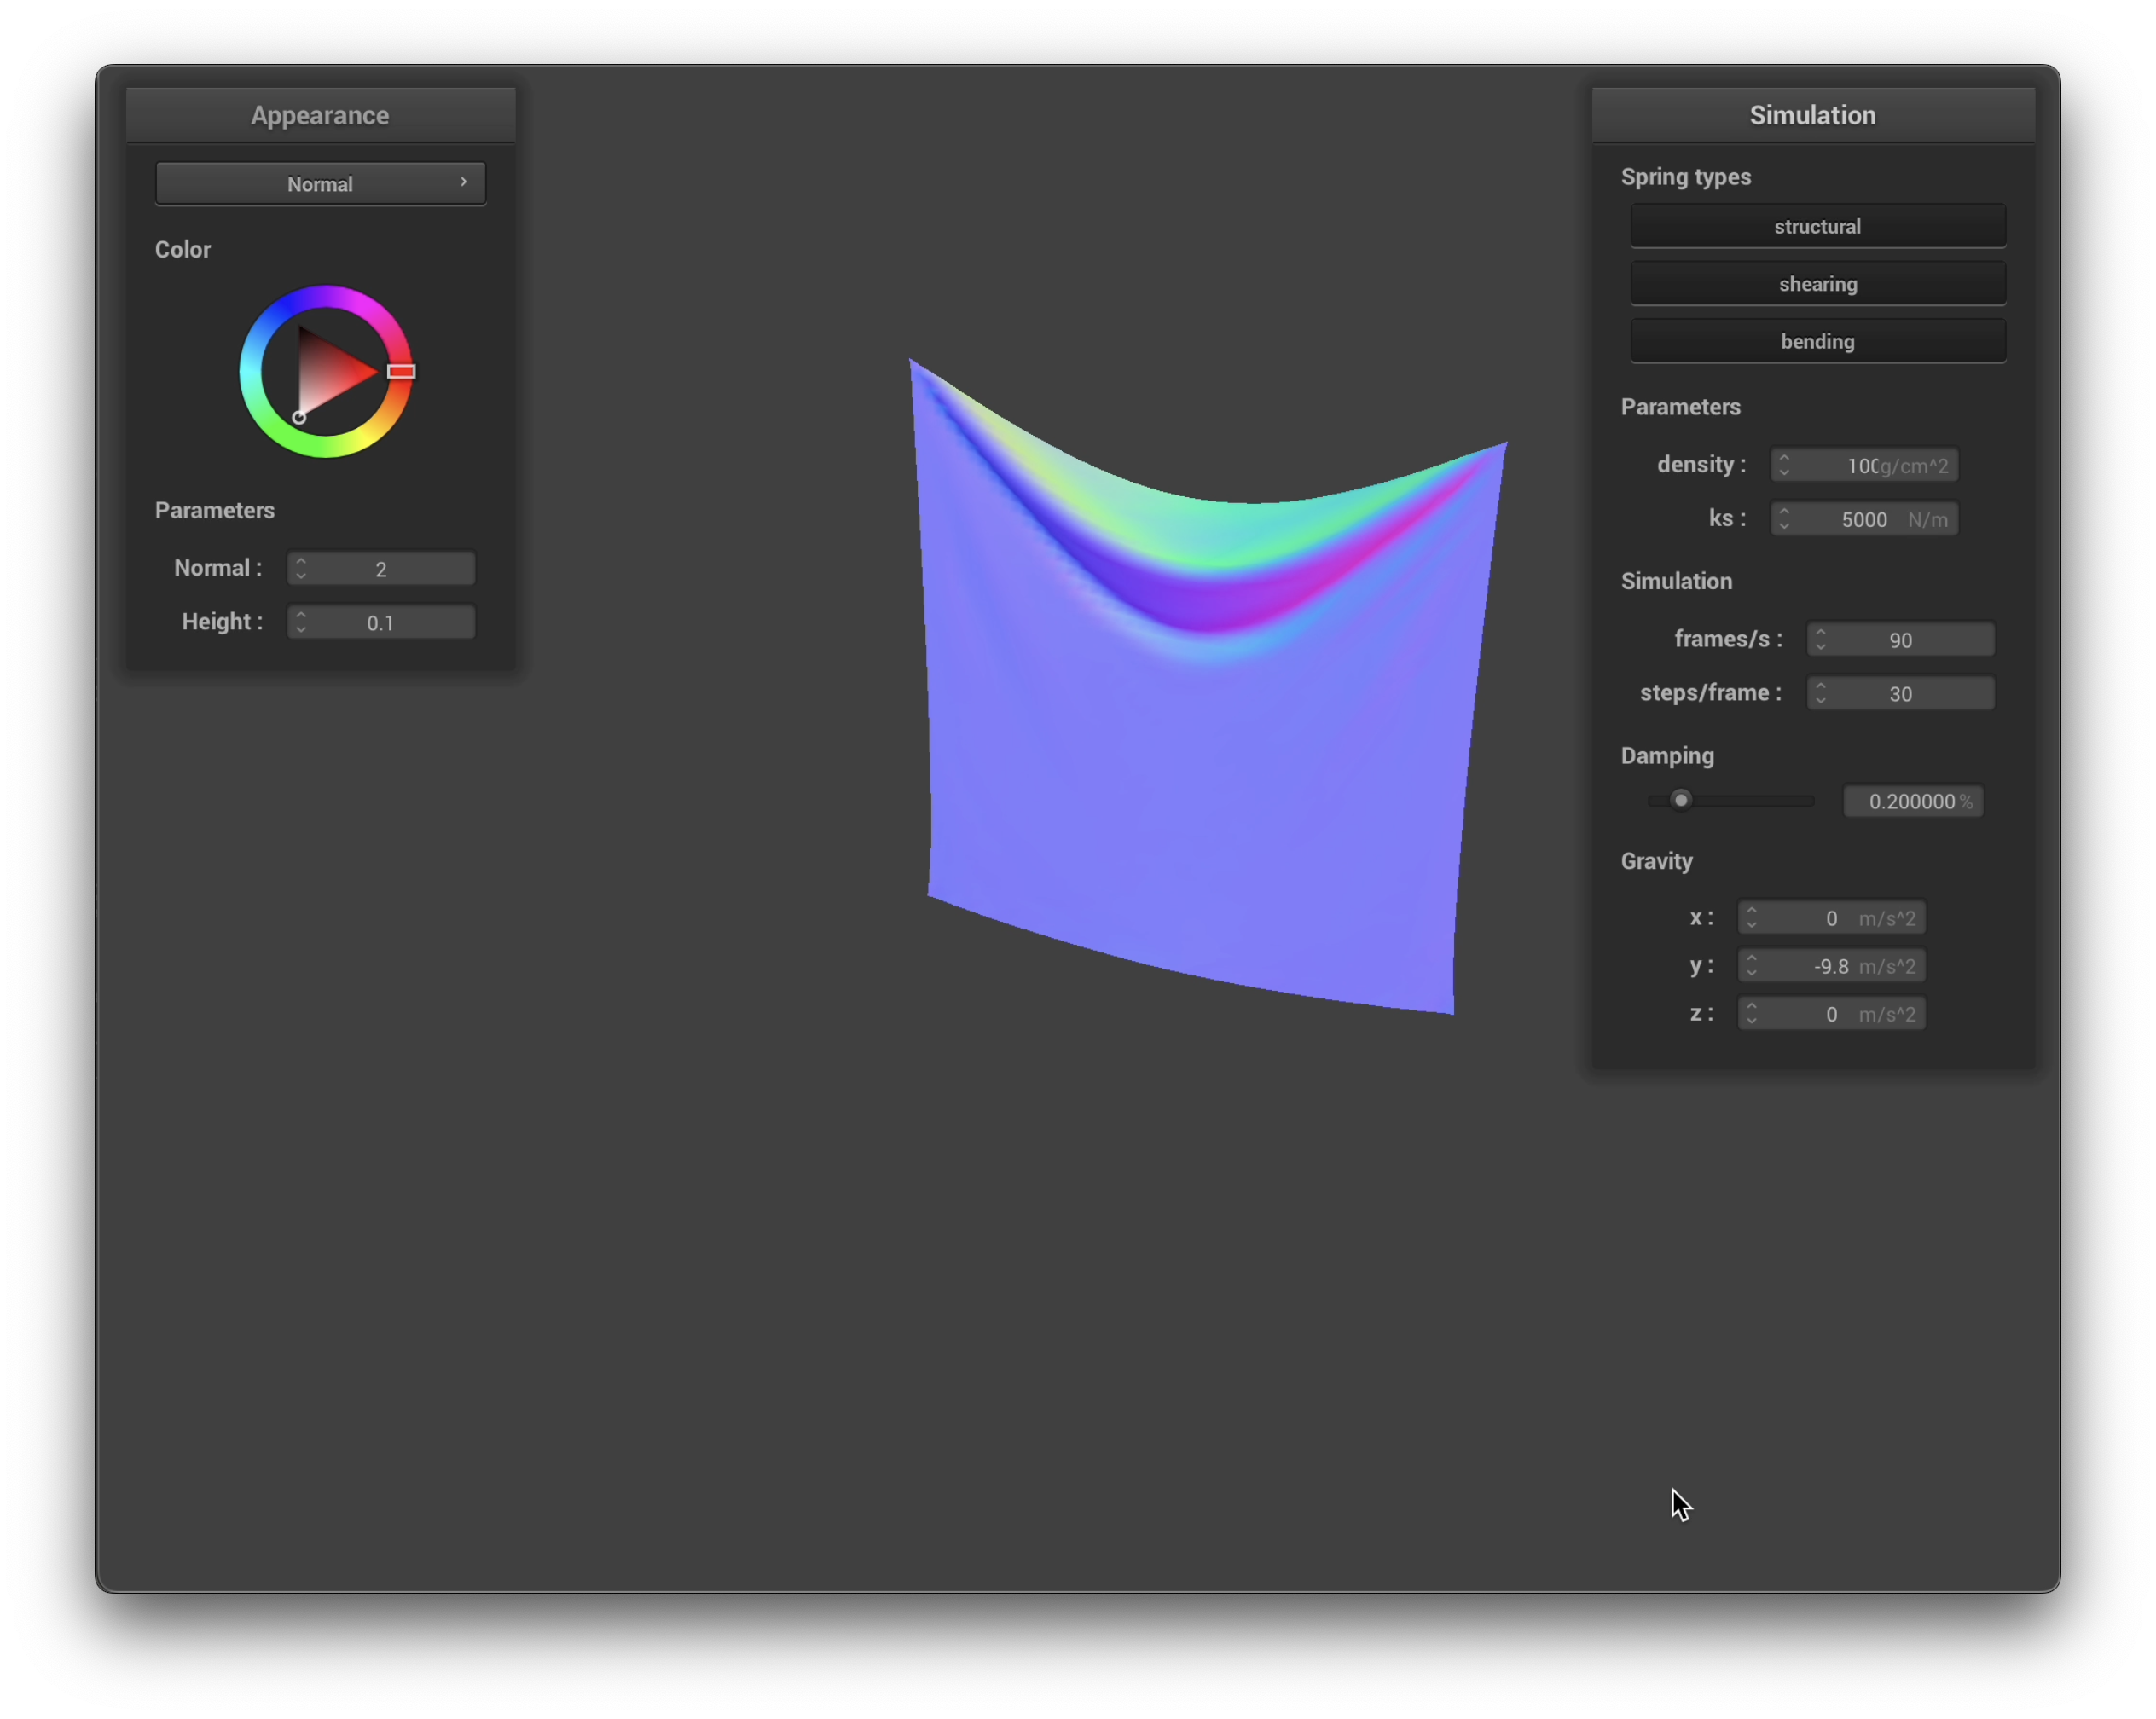 Appearance
Normal
Color
Parameters
Normal :
2
Height :
0.1
Simulation
Spring types
structural
shearing
bending
Parameters
density :
100 g/cm^2
ks :
5000 N/m
Simulation
frames/s :
90
steps/frame :
30
Damping
0.200000 %
Gravity
x :
0 m/s^2
y :
-9.8 m/s^2
z :
0 m/s^2